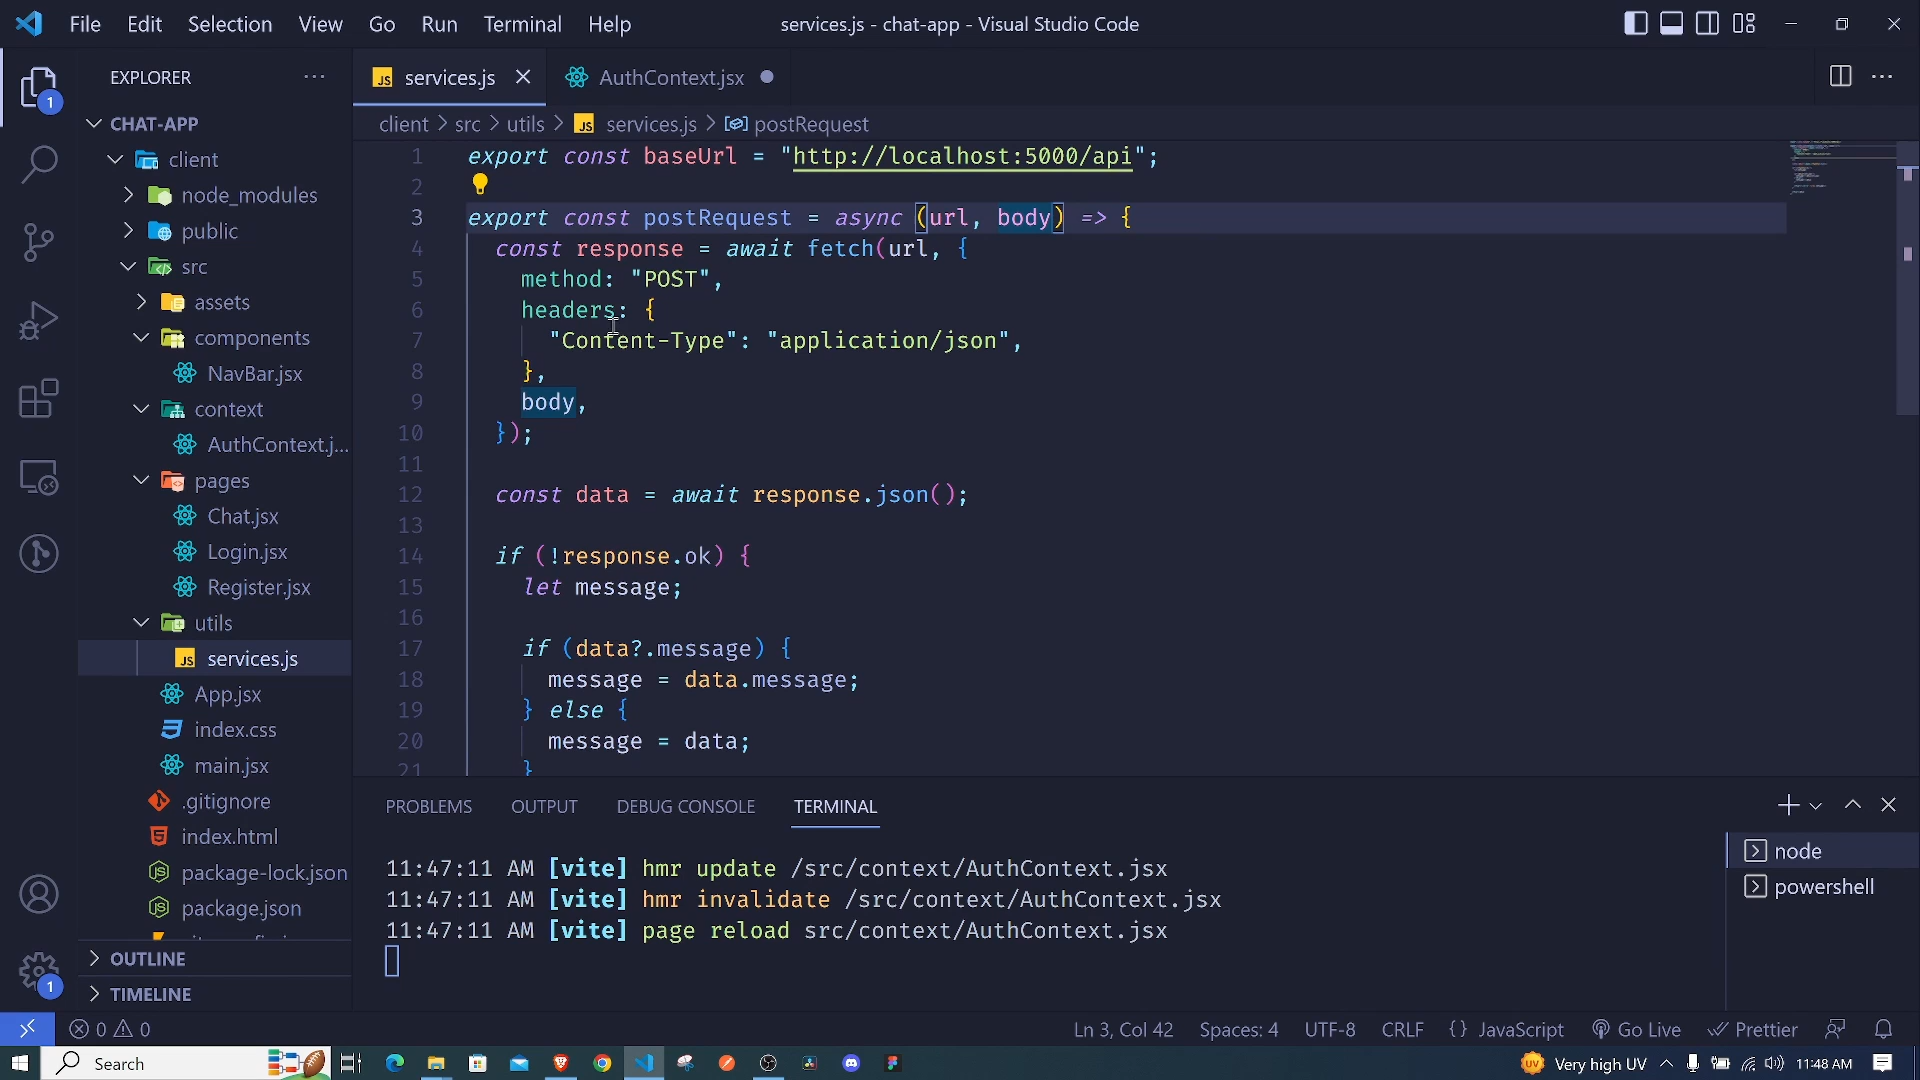 File Edit Selection View Go Run Terminal Help
services.js - chat-app - Visual Studio Code
EXPLORER
CHAT-APP
client
node_modules
public
src
assets
components
NavBar.jsx
context
AuthContext.j...
pages
Chat.jsx
Login.jsx
Register.jsx
utils
JS services.js
App.jsx
index.css
main.jsx
.gitignore
index.html
package-lock.json
package.json
OUTLINE
TIMELINE
1
1
JS services.js
AuthContext.jsx
client > src > utils > JS services.js > postRequest
1 export const baseUrl = "http://localhost:5000/api";
2
3 export const postRequest = async (url, body) => {
4 const response = await fetch(url, {
5 method: "POST",
6 headers: {
7 "Content-Type": "application/json",
8 },
9 body,
10 });
11
12 const data = await response.json();
13
14 if (!response.ok) {
15 let message;
16
17 if (data?.message) {
18 message = data.message;
19 } else {
20 message = data;
21 }
PROBLEMS OUTPUT DEBUG CONSOLE TERMINAL
11:47:11 AM [vite] hmr update /src/context/AuthContext.jsx
11:47:11 AM [vite] hmr invalidate /src/context/AuthContext.jsx
11:47:11 AM [vite] page reload src/context/AuthContext.jsx
node
powershell
0 0
Ln 3, Col 42 Spaces: 4 UTF-8 CRLF {} JavaScript Go Live Prettier
Search
UV Very high UV 11:48 AM